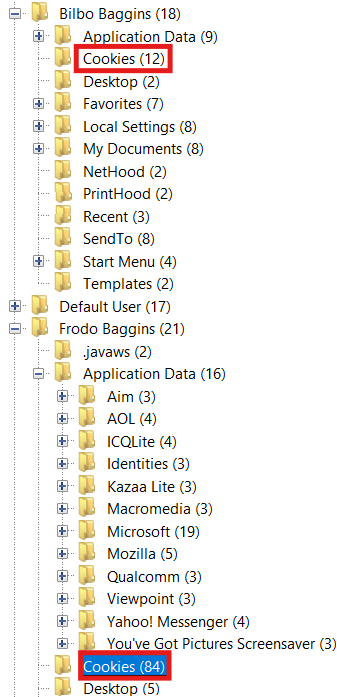 Bilbo Baggins (18)
Application Data (9)
Cookies (12)
Desktop (2)
Favorites (7)
Local Settings (8)
My Documents (8)
NetHood (2)
PrintHood (2)
Recent (3)
SendTo (8)
Start Menu (4)
Templates (2)
Default User (17)
Frodo Baggins (21)
.javaws (2)
Application Data (16)
Aim (3)
AOL (4)
ICQLite (4)
Identities (3)
Kazaa Lite (3)
Macromedia (3)
Microsoft (19)
Mozilla (5)
Qualcomm (3)
Viewpoint (3)
Yahoo! Messenger (4)
You've Got Pictures Screensaver (3)
Cookies (84)
Desktop (5)